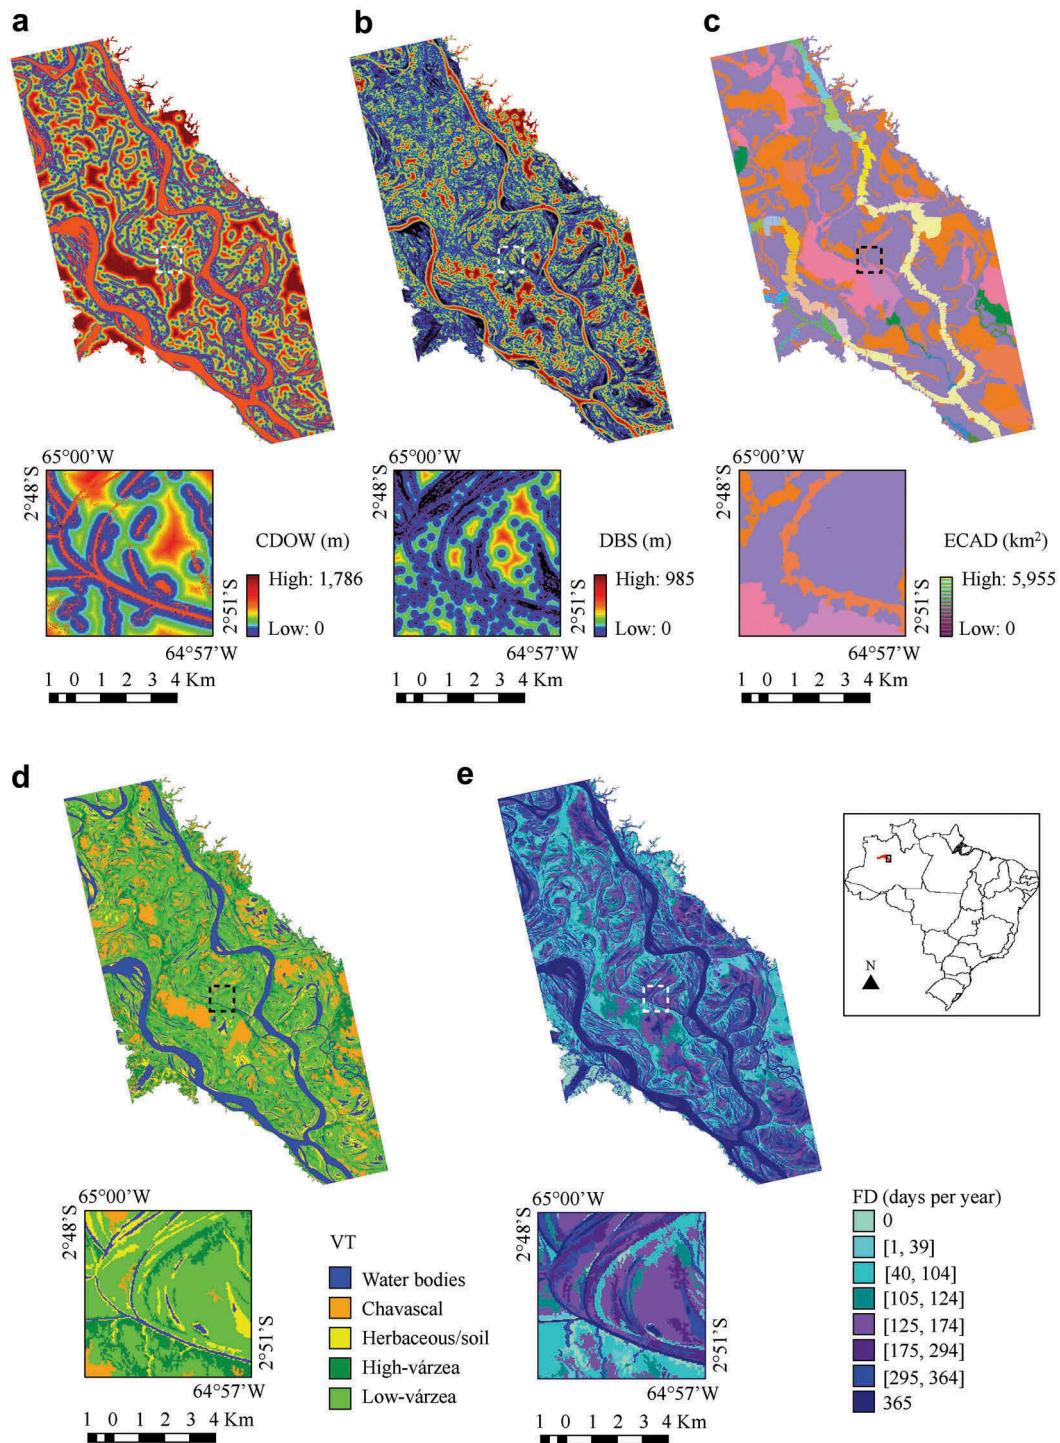 a
b
c
65°00’W
65°00’W
65°00’W
2°48’S
2°48’S
2°48’S
CDOW (m)
High: 1,786
Low: 0
2°51’S
DBS (m)
High: 985
Low: 0
2°51’S
ECAD (km²)
High: 5,955
Low: 0
2°51’S
64°57’W
64°57’W
64°57’W
1 0 1 2 3 4 Km
1 0 1 2 3 4 Km
1 0 1 2 3 4 Km
d
e
N
65°00’W
65°00’W
2°48’S
2°48’S
VT
Water bodies
Chavascal
Herbaceous/soil
High-várzea
Low-várzea
2°51’S
2°51’S
64°57’W
64°57’W
FD (days per year)
0
[1, 39]
[40, 104]
[105, 124]
[125, 174]
[175, 294]
[295, 364]
365
1 0 1 2 3 4 Km
1 0 1 2 3 4 Km